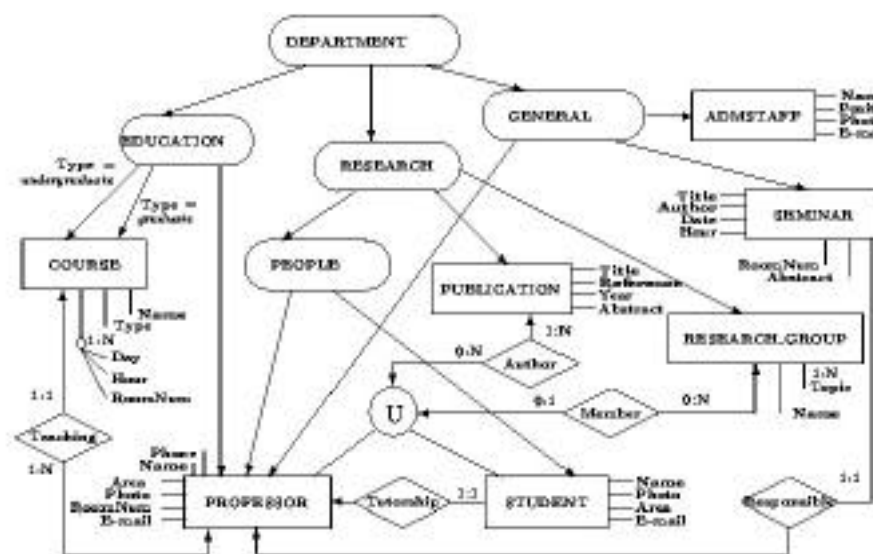 DEPARTMENT
EDUCATION
GENERAL
ADMSTAFF
Photo
E-mail
RESEARCH
Type =
undergraduate
Type =
graduate
Title
Author
Date
Hour
SEMINAR
RoomNum
Abstract
COURSE
PEOPLE
PUBLICATION
Title
Reference
Year
Abstract
Name
Type
1:N
Day
Hour
RoomNum
RESEARCH_GROUP
1:N
Topic
Name
1:N
Author
0:N
U
0:1
Member
0:N
1:1
Teaching
1:N
Phone
Name
Area
Photo
RoomNum
E-mail
PROFESSOR
Tutorship
1:1
STUDENT
Name
Photo
Area
E-mail
Responsible
1:1